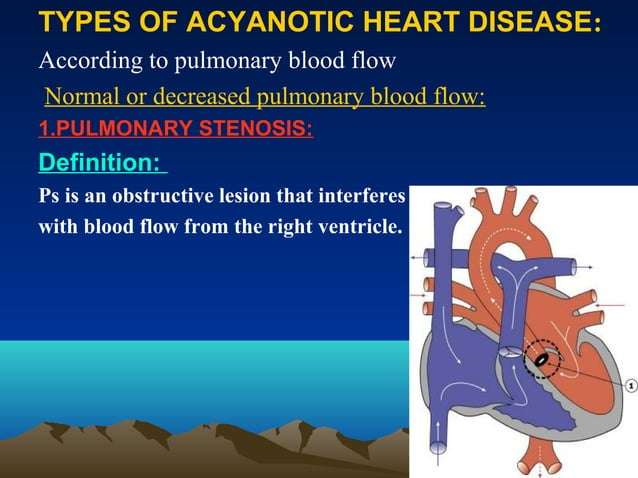 TYPES OF ACYANOTIC HEART DISEASE:
According to pulmonary blood flow
Normal or decreased pulmonary blood flow:
1.PULMONARY STENOSIS:
Definition:
Ps is an obstructive lesion that interferes
with blood flow from the right ventricle.
1